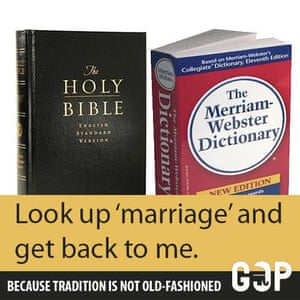 The
HOLY
BIBLE
ENGLISH
STANDARD
VERSION
Based on Merriam-Webster's
Collegiate® Dictionary, Eleventh Edition
The
Merriam-
Webster
Dictionary
The Merriam-Webster
Dictionary
NEW EDITION
Look up ‘marriage’ and
get back to me.
BECAUSE TRADITION IS NOT OLD-FASHIONED
GOP